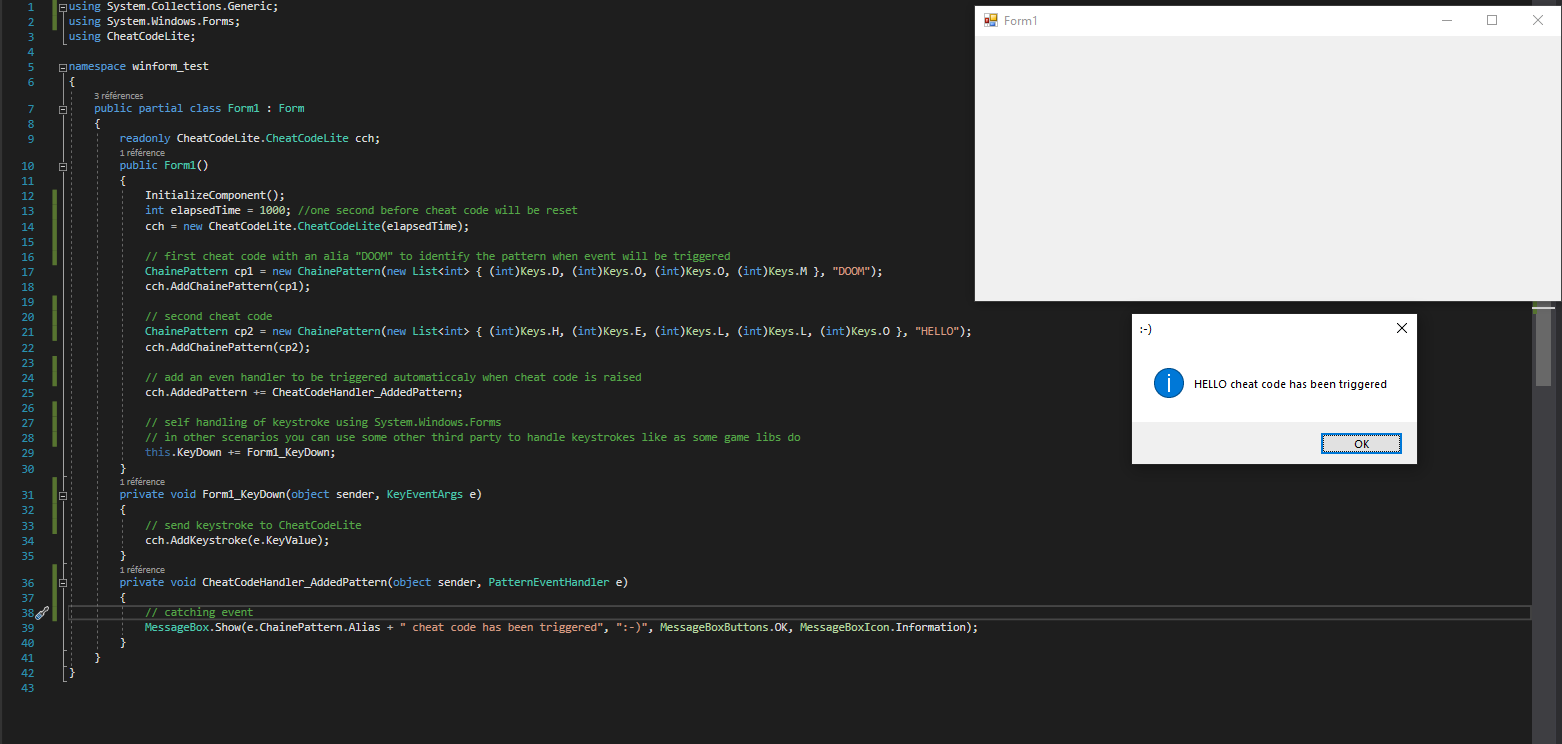 1 using System.Collections.Generic;
2 using System.Windows.Forms;
3 using CheatCodeLite;
4
5 namespace winform_test
6 {
3 références
7 public partial class Form1 : Form
8 {
9 readonly CheatCodeLite.CheatCodeLite cch;
1 référence
10 public Form1()
11 {
12 InitializeComponent();
13 int elapsedTime = 1000; //one second before cheat code will be reset
14 cch = new CheatCodeLite.CheatCodeLite(elapsedTime);
15
16 // first cheat code with an alia "DOOM" to identify the pattern when event will be triggered
17 ChainePattern cp1 = new ChainePattern(new List<int> { (int)Keys.D, (int)Keys.O, (int)Keys.O, (int)Keys.M }, "DOOM");
18 cch.AddChainePattern(cp1);
19
20 // second cheat code
21 ChainePattern cp2 = new ChainePattern(new List<int> { (int)Keys.H, (int)Keys.E, (int)Keys.L, (int)Keys.L, (int)Keys.O }, "HELLO");
22 cch.AddChainePattern(cp2);
23
24 // add an even handler to be triggered automaticcaly when cheat code is raised
25 cch.AddedPattern += CheatCodeHandler_AddedPattern;
26
27 // self handling of keystroke using System.Windows.Forms
28 // in other scenarios you can use some other third party to handle keystrokes like as some game libs do
29 this.KeyDown += Form1_KeyDown;
30 }
1 référence
31 private void Form1_KeyDown(object sender, KeyEventArgs e)
32 {
33 // send keystroke to CheatCodeLite
34 cch.AddKeystroke(e.KeyValue);
35 }
1 référence
36 private void CheatCodeHandler_AddedPattern(object sender, PatternEventHandler e)
37 {
38 // catching event
39 MessageBox.Show(e.ChainePattern.Alias + " cheat code has been triggered", ":-)", MessageBoxButtons.OK, MessageBoxIcon.Information);
40 }
41 }
42 }
43
Form1
:-)
HELLO cheat code has been triggered
OK